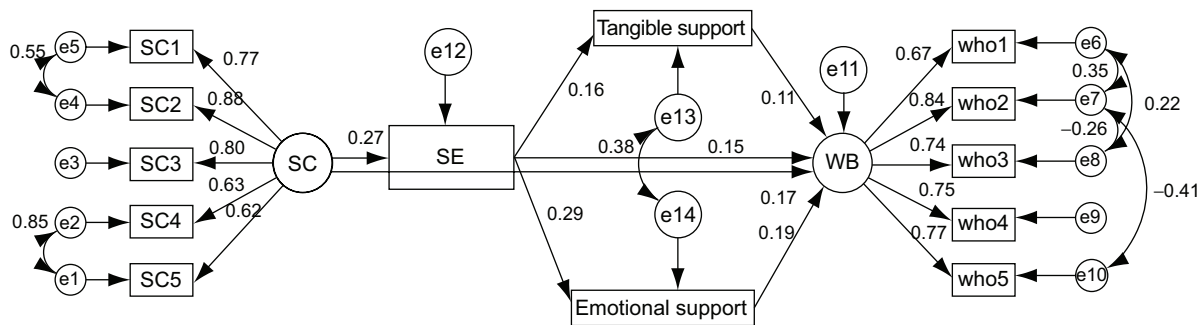 Tangible support
e5
SC1
0.55
0.77
e4
SC2
0.88
e3
SC3
0.80
e2
SC4
0.63
0.85
0.62
e1
SC5
SC
0.27
e12
SE
0.16
0.29
e13
0.38
e14
0.15
0.17
0.11
0.19
Emotional support
e11
WB
0.67
who1
e6
0.35
0.84
who2
e7
0.22
−0.26
0.74
who3
e8
−0.41
0.75
who4
e9
0.77
who5
e10